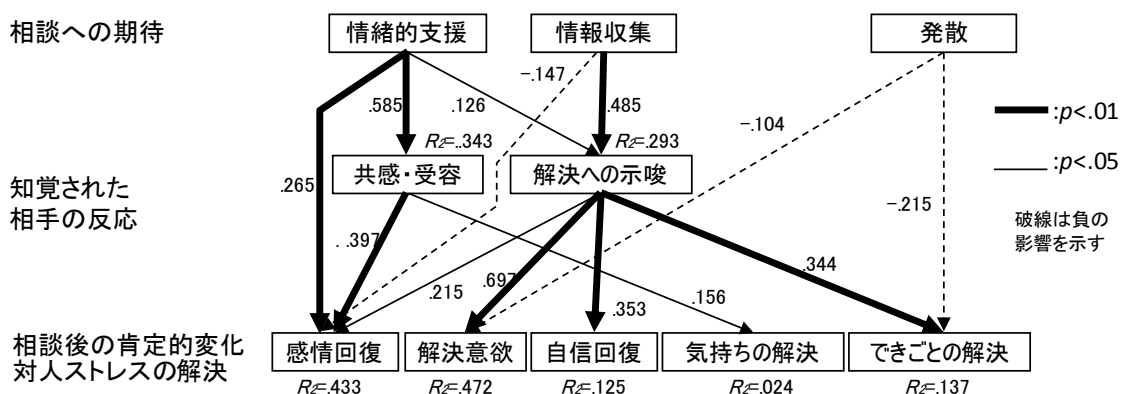 相談への期待
情緒的支援
情報収集
発散
-.147
.585
.126
.485
-.104
:p<.01
R2=..343
R2=.293
:p<.05
共感・受容
解決への示唆
.265
知覚された
相手の反応
-.215
破線は負の
影響を示す
. .397
.697
.344
.215
.353
.156
相談後の肯定的変化
対人ストレスの解決
感情回復
解決意欲
自信回復
気持ちの解決
できごとの解決
R2=.433
R2=.472
R2=.125
R2=.024
R2=.137